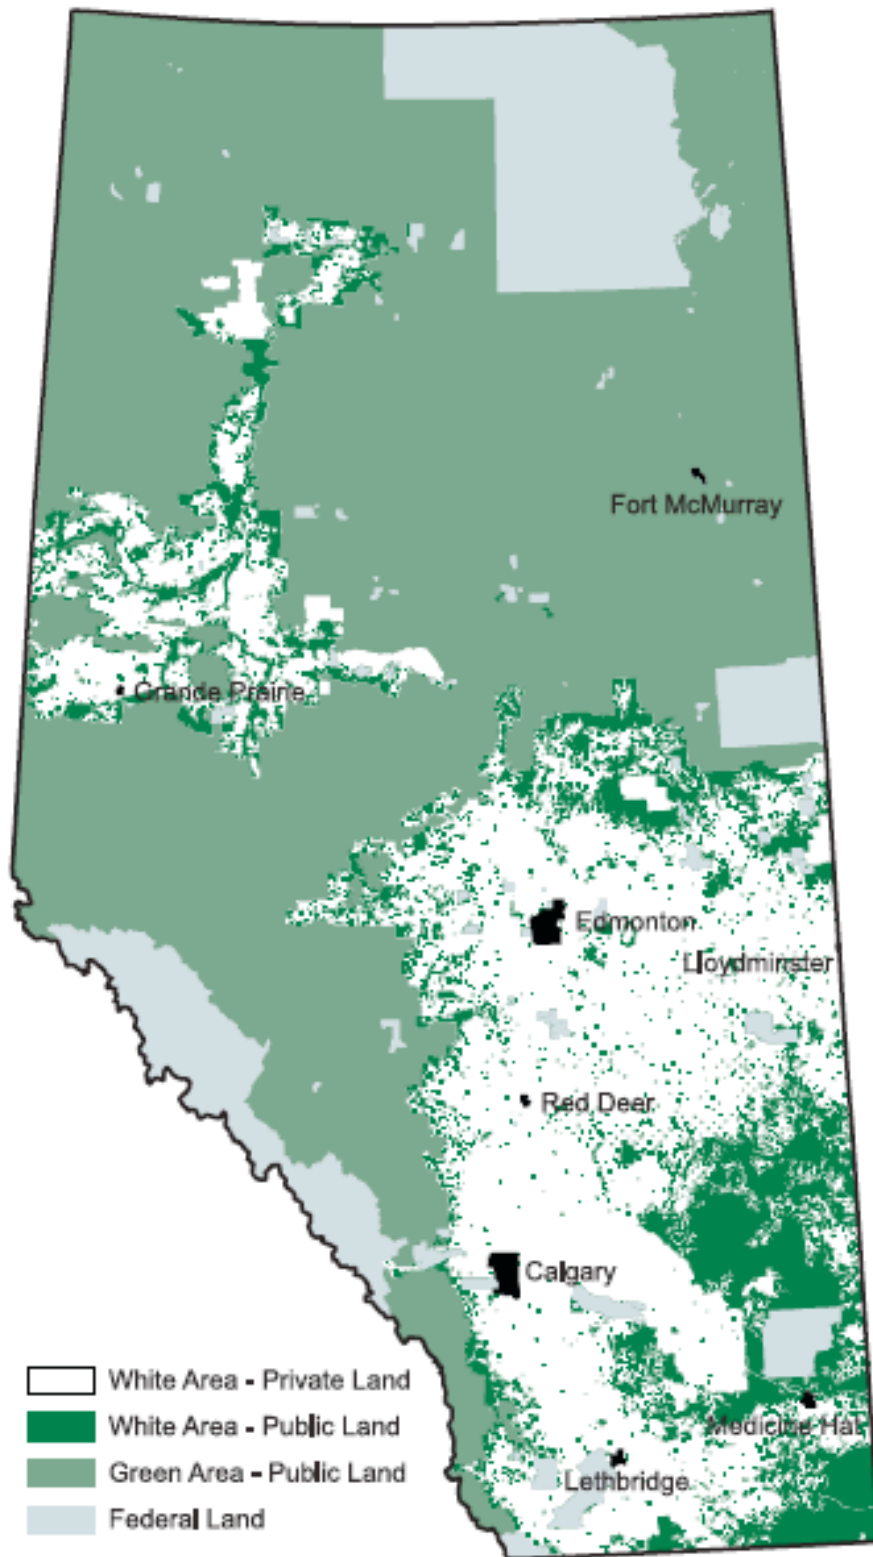 Fort McMurray
Grande Prairie
Edmonton
Lloydminster
Red Deer
Calgary
White Area - Private Land
White Area - Public Land
Medicine Hat
Green Area - Public Land
Lethbridge
Federal Land